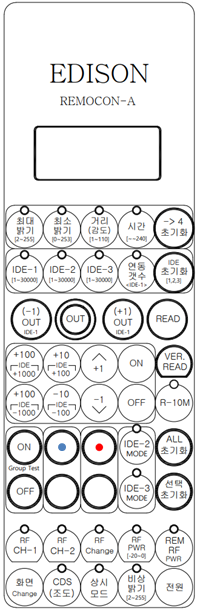 EDISON
REMOCON-A
최대 밝기 [2~255]
최소 밝기 [0~253]
거리 (감도) [1~110]
시간 [~~240]
-> 4 초기화
IDE-1 [1~30000]
IDE-2 [1~30000]
IDE-3 [1~30000]
연동 갯수 <IDE-1>
IDE 초기화 [1,2,3]
(-1) OUT IDE-1
OUT
(+1) OUT IDE-1
READ
+100 IDE +1000
+10 IDE +100
+1
ON
VER. READ
+100 IDE -1000
-10 IDE -100
-1
OFF
R-10M
ON
IDE-2 MODE
ALL 초기화
Group Test
OFF
IDE-3 MODE
선택 초기화
RF CH-1
RF CH-2
RF Change
RF PWR [-20~0]
REM RF PWR
화면 Change
CDS (조도)
상시 모드
비상 밝기 [2~255]
전원